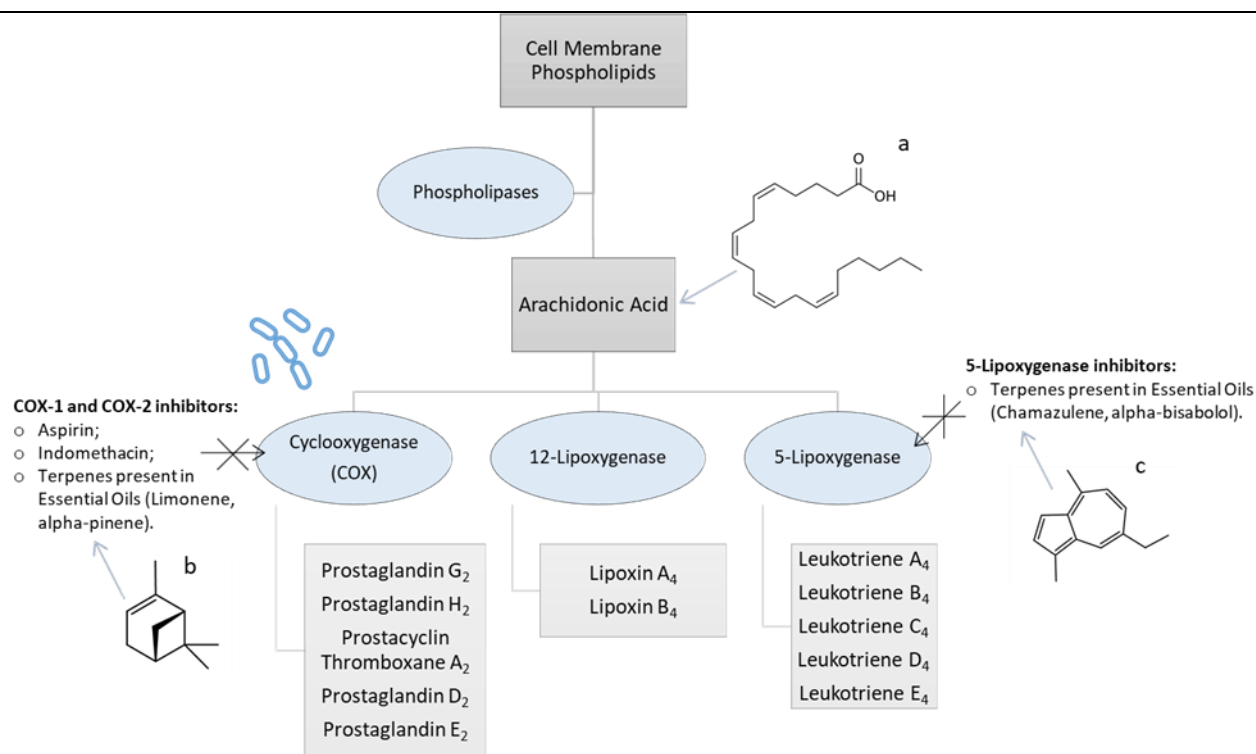 Cell Membrane
Phospholipids
a
Phospholipases
O
OH
Arachidonic Acid
5-Lipoxygenase inhibitors:
o Terpenes present in Essential Oils
(Chamazulene, alpha-bisabolol).
COX-1 and COX-2 inhibitors:
o Aspirin;
o Indomethacin;
o Terpenes present in
Essential Oils (Limonene,
alpha-pinene).
Cyclooxygenase
(COX)
12-Lipoxygenase
5-Lipoxygenase
c
b
Prostaglandin G₂
Prostaglandin H₂
Prostacyclin
Thromboxane A₂
Prostaglandin D₂
Prostaglandin E₂
Lipoxin A₄
Lipoxin B₄
Leukotriene A₄
Leukotriene B₄
Leukotriene C₄
Leukotriene D₄
Leukotriene E₄